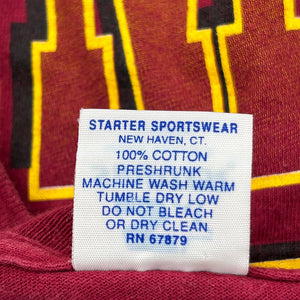 STARTER SPORTSWEAR
NEW HAVEN, CT.
100% COTTON
PRESHRUNK
MACHINE WASH WARM
TUMBLE DRY LOW
DO NOT BLEACH
OR DRY CLEAN
RN 67879